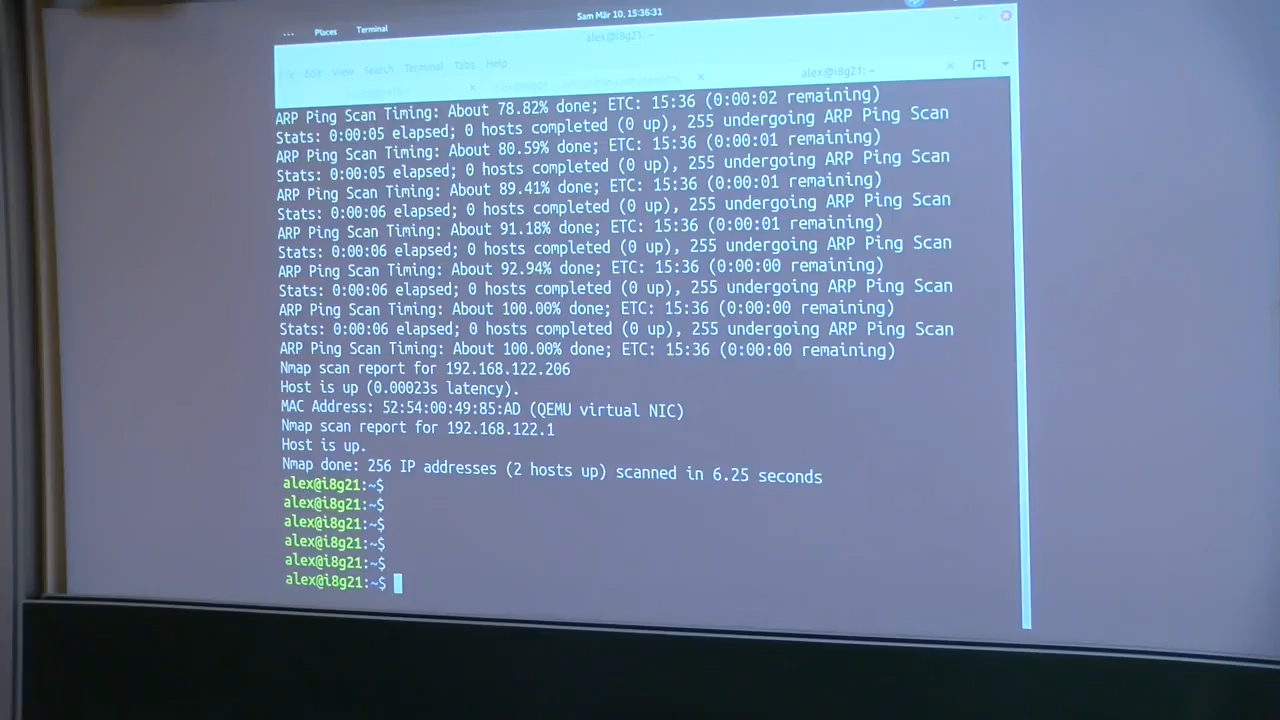 Sam Mär 10, 15:36:31
... Places Terminal
alex@i8g21: ~
File Edit View Search Terminal Tabs Help
alex@i8g21: ~
ARP Ping Scan Timing: About 78.82% done; ETC: 15:36 (0:00:02 remaining)
Stats: 0:00:05 elapsed; 0 hosts completed (0 up), 255 undergoing ARP Ping Scan
ARP Ping Scan Timing: About 80.59% done; ETC: 15:36 (0:00:01 remaining)
Stats: 0:00:05 elapsed; 0 hosts completed (0 up), 255 undergoing ARP Ping Scan
ARP Ping Scan Timing: About 89.41% done; ETC: 15:36 (0:00:01 remaining)
Stats: 0:00:06 elapsed; 0 hosts completed (0 up), 255 undergoing ARP Ping Scan
ARP Ping Scan Timing: About 91.18% done; ETC: 15:36 (0:00:01 remaining)
Stats: 0:00:06 elapsed; 0 hosts completed (0 up), 255 undergoing ARP Ping Scan
ARP Ping Scan Timing: About 92.94% done; ETC: 15:36 (0:00:00 remaining)
Stats: 0:00:06 elapsed; 0 hosts completed (0 up), 255 undergoing ARP Ping Scan
ARP Ping Scan Timing: About 100.00% done; ETC: 15:36 (0:00:00 remaining)
Stats: 0:00:06 elapsed; 0 hosts completed (0 up), 255 undergoing ARP Ping Scan
ARP Ping Scan Timing: About 100.00% done; ETC: 15:36 (0:00:00 remaining)
Nmap scan report for 192.168.122.206
Host is up (0.00023s latency).
MAC Address: 52:54:00:49:85:AD (QEMU virtual NIC)
Nmap scan report for 192.168.122.1
Host is up.
Nmap done: 256 IP addresses (2 hosts up) scanned in 6.25 seconds
alex@i8g21:~$
alex@i8g21:~$
alex@i8g21:~$
alex@i8g21:~$
alex@i8g21:~$
alex@i8g21:~$